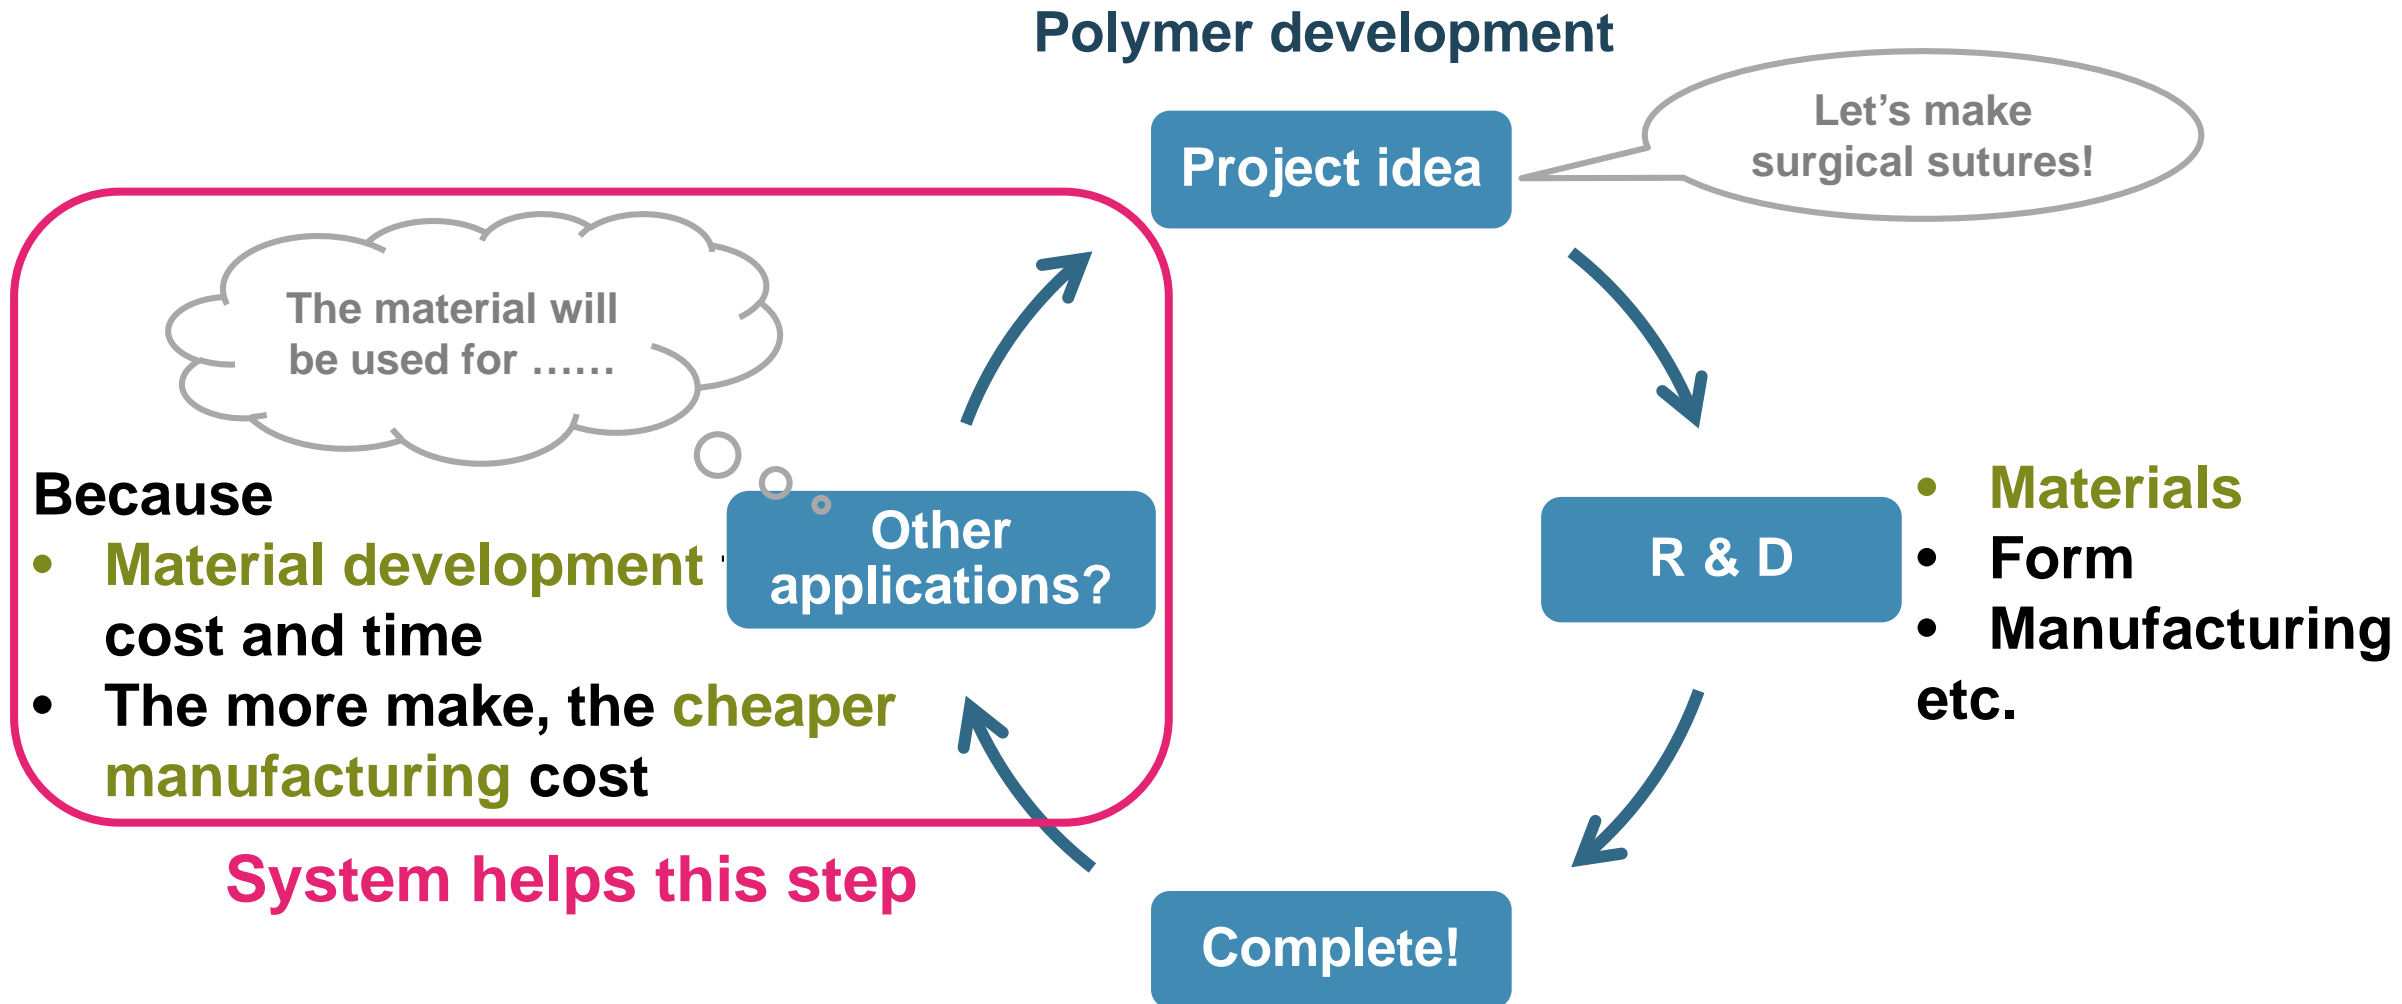 Polymer development
Project idea
Let's make
surgical sutures!
The material will
be used for ......
Because
• Material development
cost and time
• The more make, the cheaper
manufacturing cost
Other
applications?
R & D
• Materials
• Form
• Manufacturing
etc.
System helps this step
Complete!